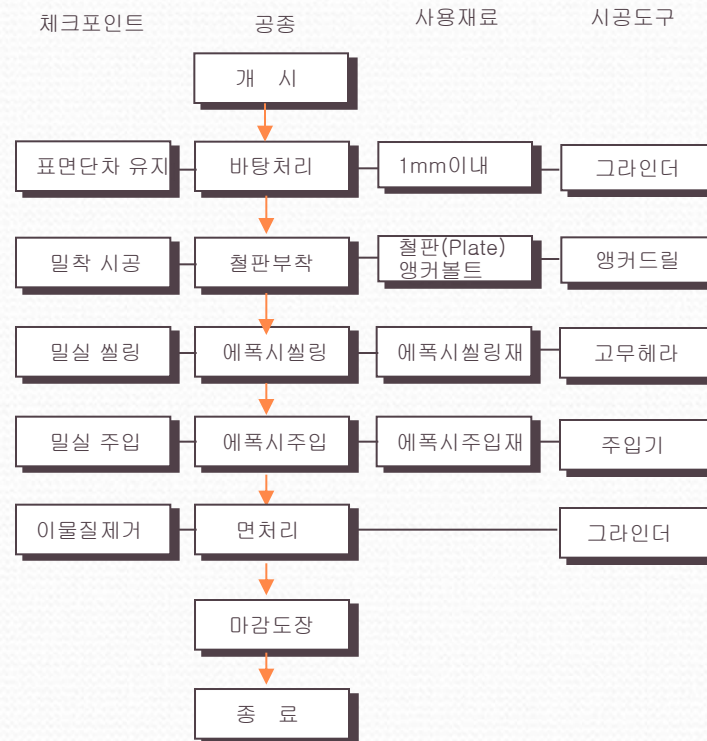 체크포인트 공종 사용재료 시공도구
개 시
표면단차 유지 바탕처리 1mm이내 그라인더
밀착 시공 철판부착 철판(Plate) 앵커드릴
앵커볼트
밀실 씰링 에폭시씰링 에폭시씰링재 고무헤라
밀실 주입 에폭시주입 에폭시주입재 주입기
이물질제거 면처리 그라인더
마감도장
종 료